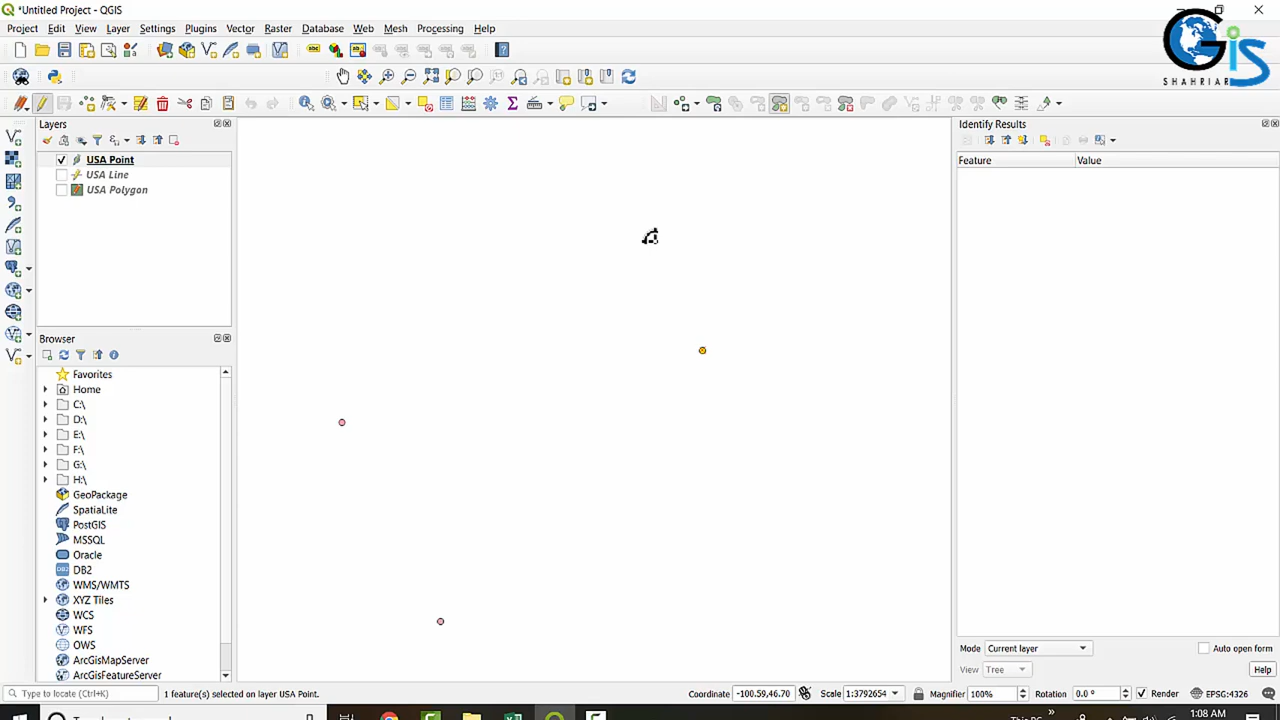 *Untitled Project - QGIS
Project Edit View Layer Settings Plugins Vector Raster Database Web Mesh Processing Help
GIS
SHAHRIAR
Layers
USA Point
USA Line
USA Polygon
Identify Results
Feature Value
Browser
Favorites
Home
C:\
D:\
E:\
F:\
G:\
H:\
GeoPackage
SpatiaLite
PostGIS
MSSQL
Oracle
DB2
WMS/WMTS
XYZ Tiles
WCS
WFS
OWS
ArcGisMapServer
ArcGisFeatureServer
Mode Current layer Auto open form
View Tree Help
Type to locate (Ctrl+K) 1 feature(s) selected on layer USA Point. Coordinate -100.59,46.70 Scale 1:3792654 Magnifier 100% Rotation 0.0 ° Render EPSG:4326
1:08 AM